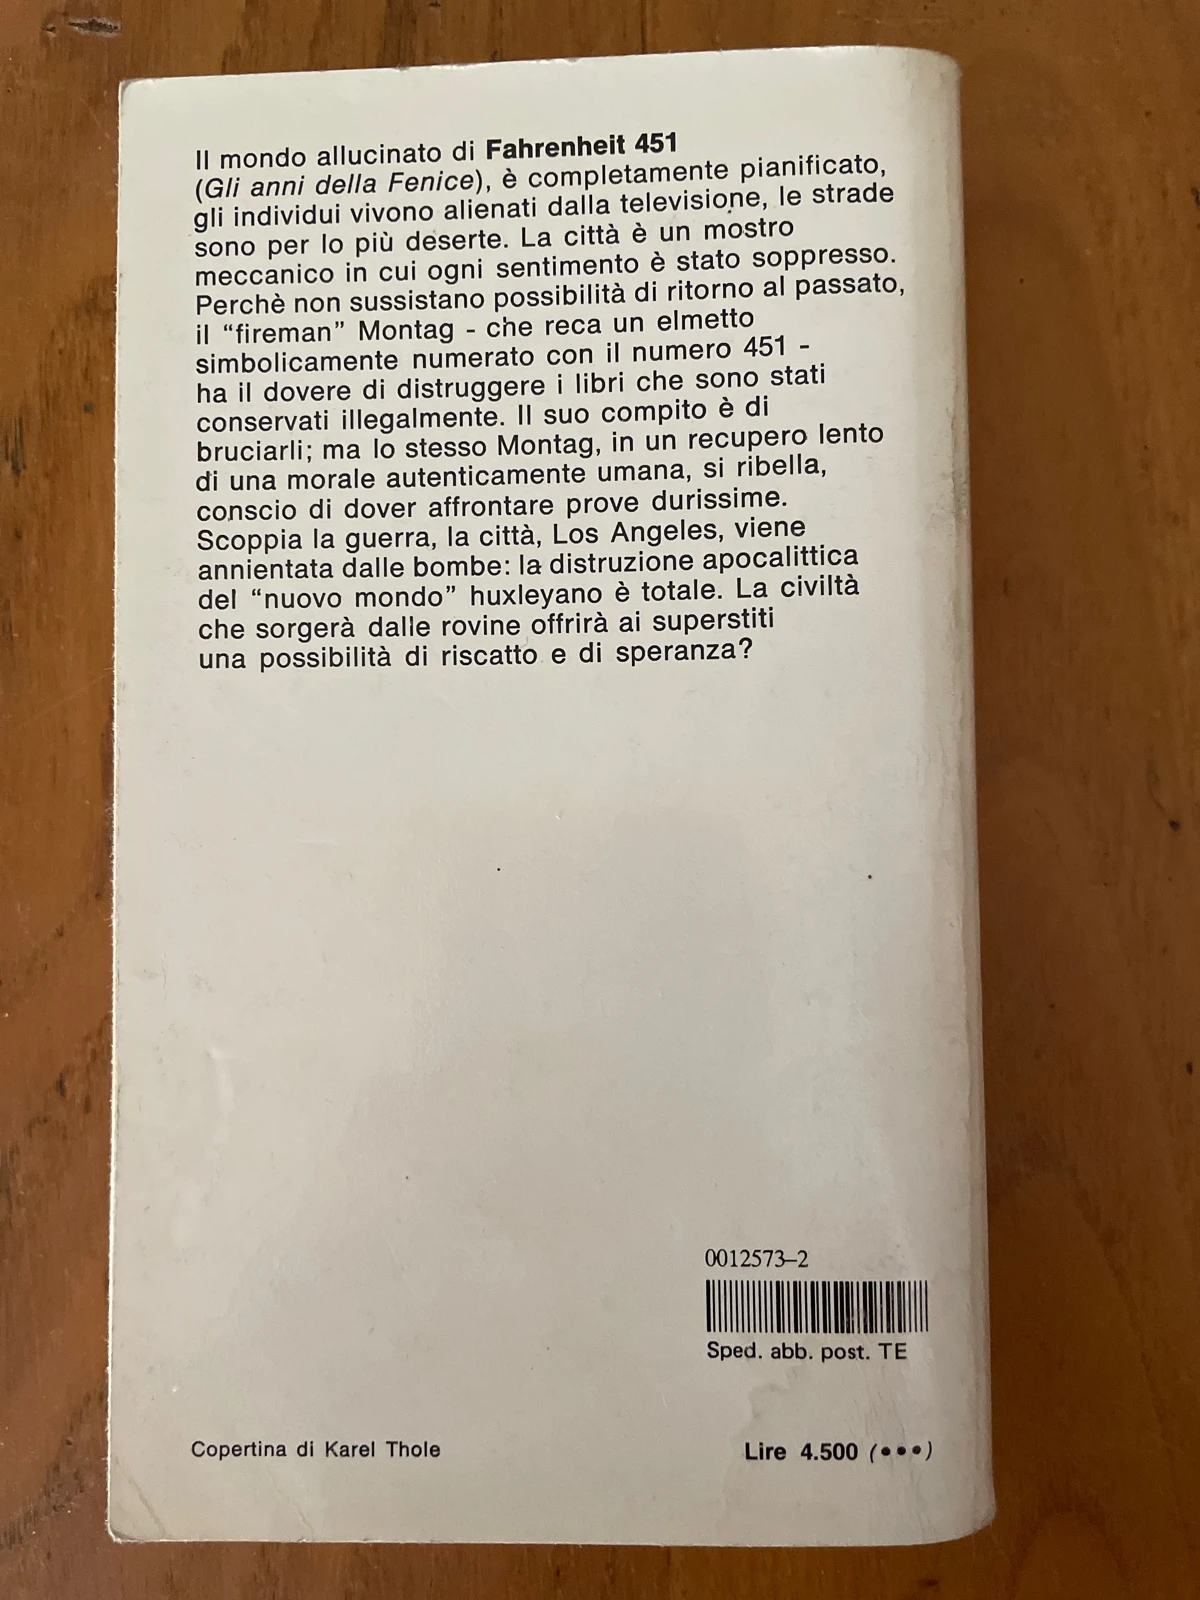 Il mondo allucinato di Fahrenheit 451
(Gli anni della Fenice), è completamente pianificato,
gli individui vivono alienati dalla televisione, le strade
sono per lo più deserte. La città è un mostro
meccanico in cui ogni sentimento è stato soppresso.
Perchè non sussistano possibilità di ritorno al passato,
il “fireman” Montag - che reca un elmetto
simbolicamente numerato con il numero 451 -
ha il dovere di distruggere i libri che sono stati
conservati illegalmente. Il suo compito è di
bruciarli; ma lo stesso Montag, in un recupero lento
di una morale autenticamente umana, si ribella,
conscio di dover affrontare prove durissime.
Scoppia la guerra, la città, Los Angeles, viene
annientata dalle bombe: la distruzione apocalittica
del “nuovo mondo” huxleyano è totale. La civiltà
che sorgerà dalle rovine offrirà ai superstiti
una possibilità di riscatto e di speranza?
0012573-2
Sped. abb. post. TE
Copertina di Karel Thole
Lire 4.500 (•••)